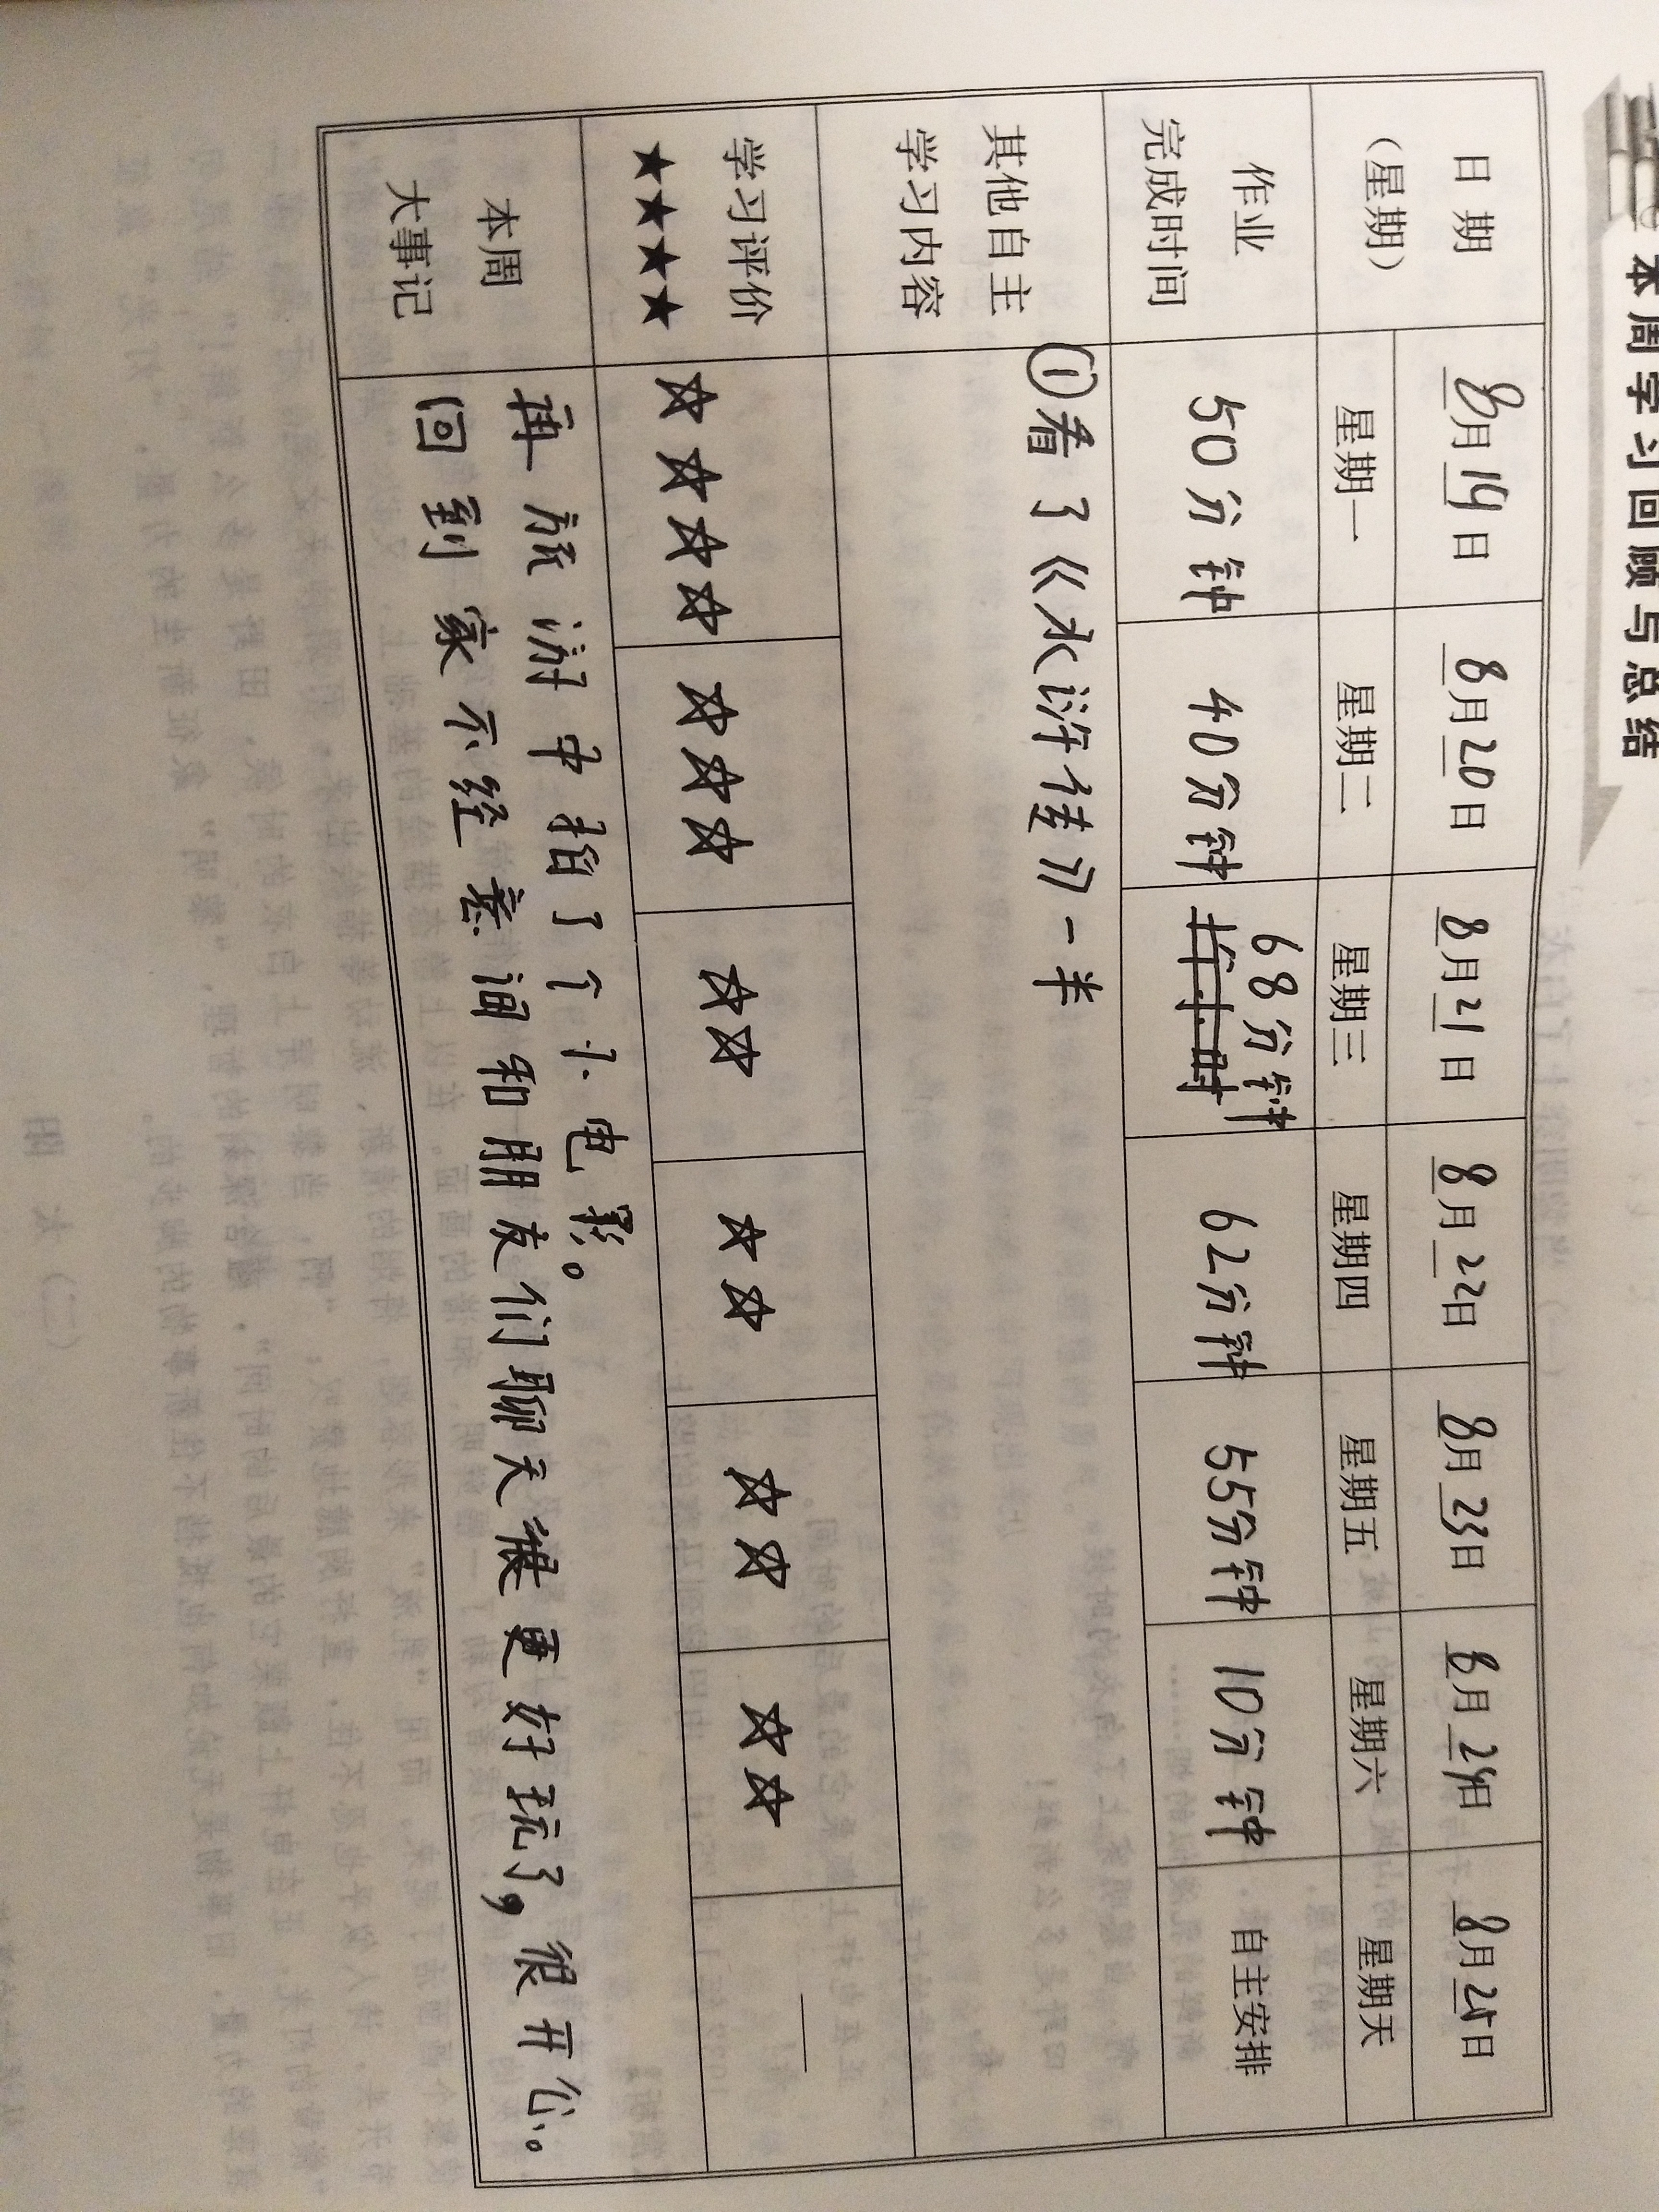 本周学习回顾与总结
日期
（星期）
8月19日 8月20日 8月21日 8月22日 8月23日 8月24日 8月25日
星期一 星期二 星期三 星期四 星期五 星期六 星期天
作业
完成时间
50分钟 40分钟 68分钟 62分钟 55分钟 10分钟 自主安排
其他自主
学习内容
①看了《水浒传》一半
学习评价
★★★★
☆☆☆☆ ☆☆☆ ☆☆ ☆☆ ☆☆ ☆☆ —
本周
大事记
再旅游中拍了个小电影。
回到家不经意间和朋友们聊天很更好玩了，很开心。